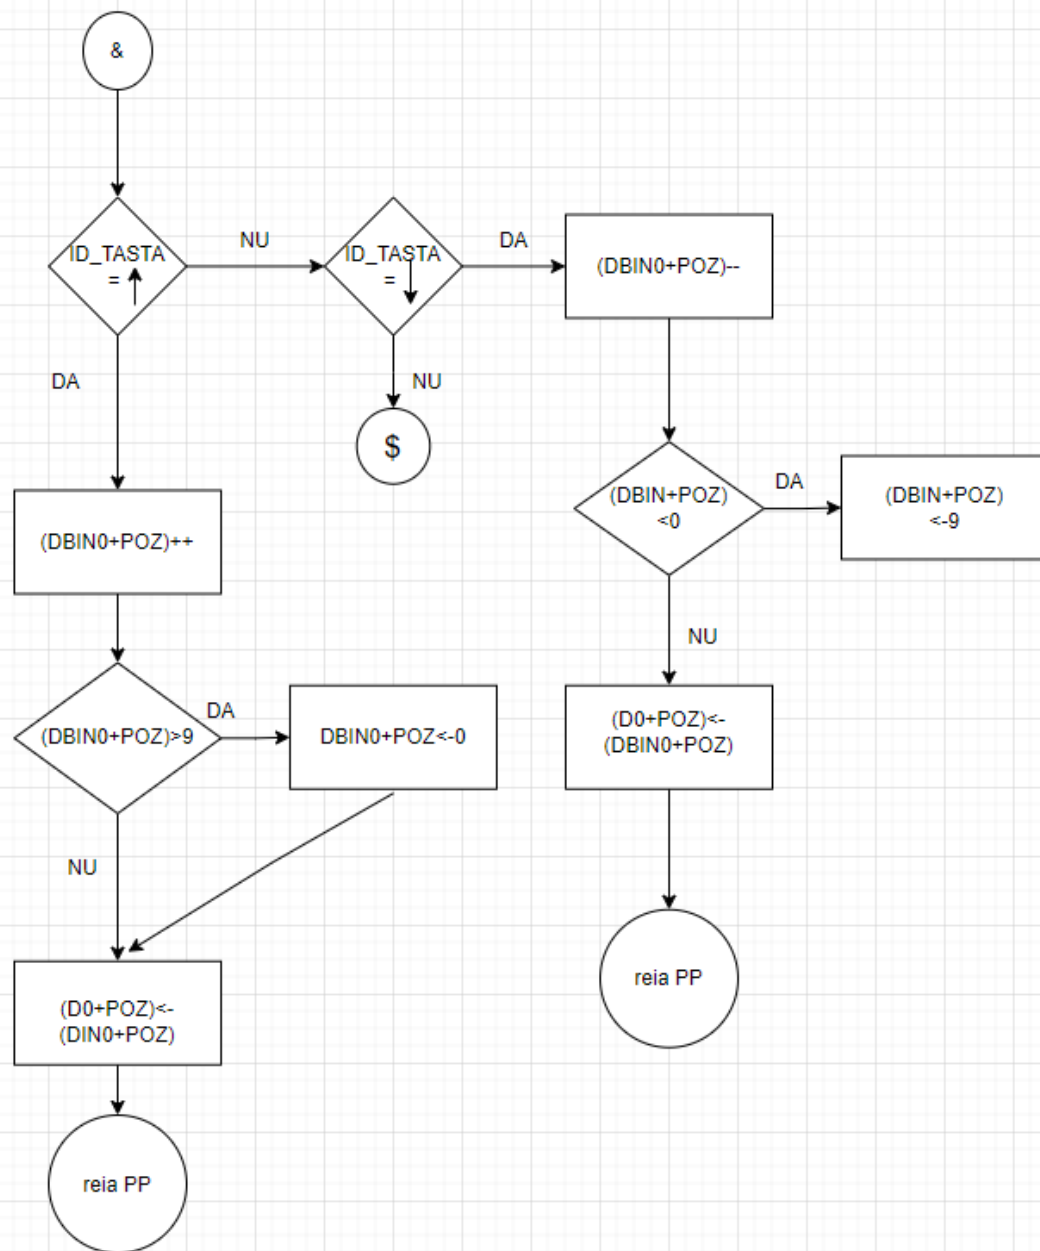 &
ID_TASTA
= ↑
NU
ID_TASTA
= ↓
DA
(DBIN0+POZ)--
DA
NU
$
(DBIN0+POZ)++
(DBIN+POZ)
<0
DA
(DBIN+POZ)
<-9
NU
(DBIN0+POZ)>9
DA
DBIN0+POZ<-0
(D0+POZ)<-
(DBIN0+POZ)
NU
(D0+POZ)<-
(DIN0+POZ)
reia PP
reia PP